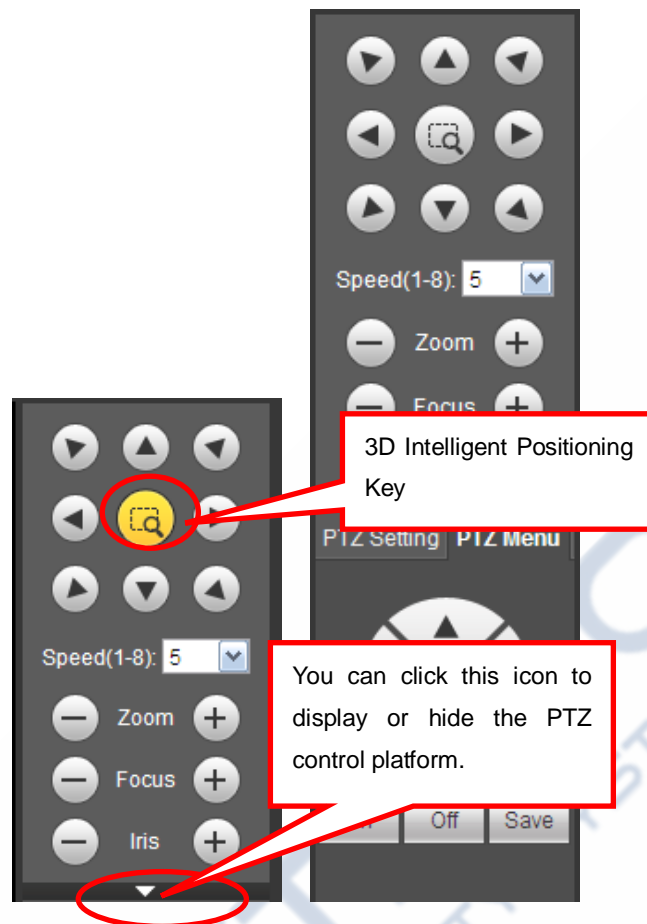 Speed(1-8): 5
Zoom
Focus
3D Intelligent Positioning
Key
PTZ Setting PTZ Menu
Speed(1-8): 5
You can click this icon to
display or hide the PTZ
control platform.
Zoom
Focus
Iris
Off Save